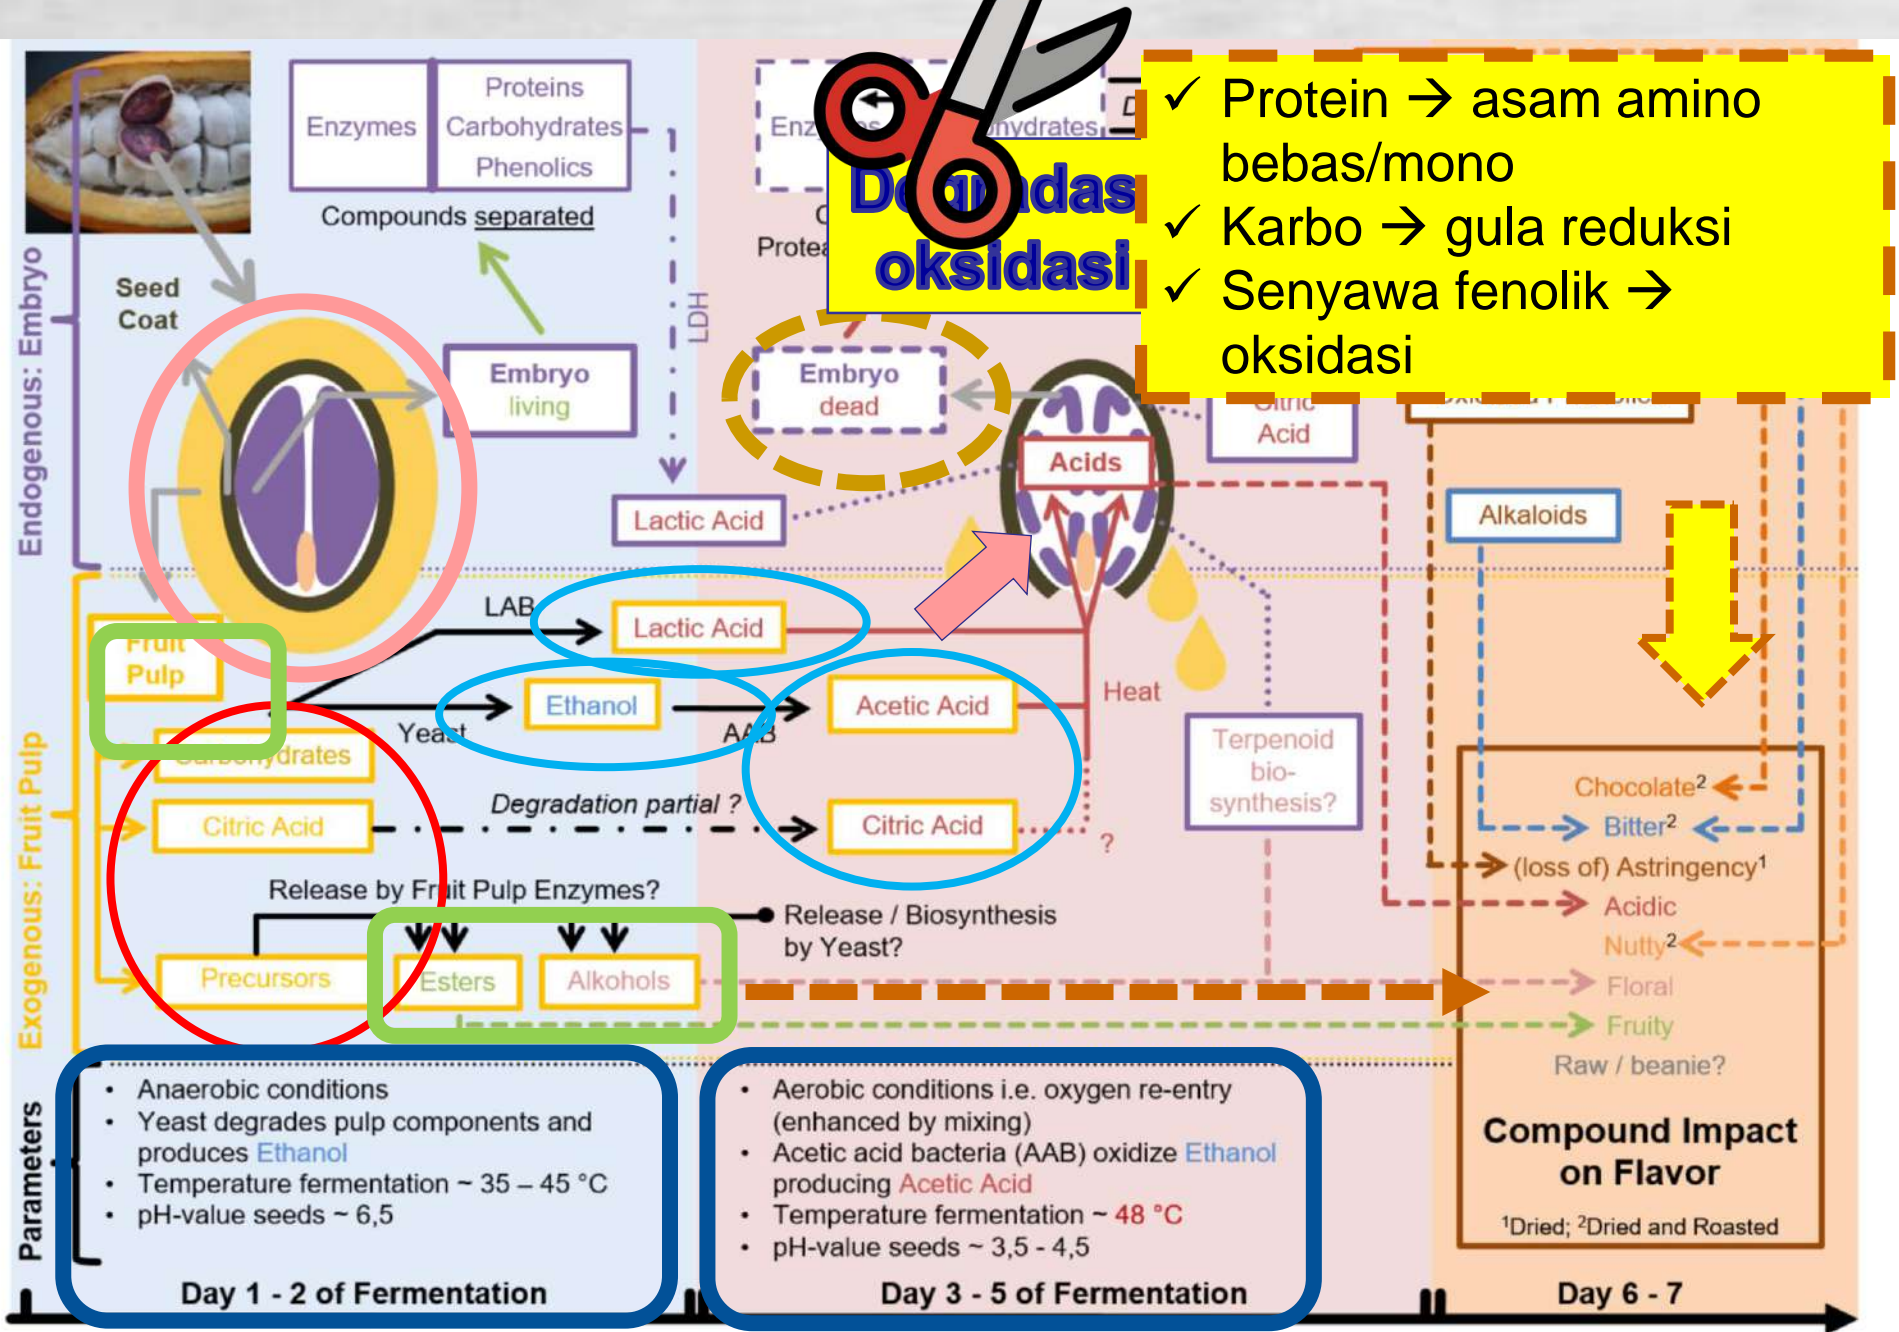 Endogenous: Embryo
Seed
Coat
Enzymes
Proteins
Carbohydrates
Phenolics
Compounds separated
LDH
Embryo
living
Lactic Acid
Degradas
oksidasi
✓ Protein → asam amino
bebas/mono
✓ Karbo → gula reduksi
✓ Senyawa fenolik →
oksidasi
Embryo
dead
Acids
Citric
Acid
Alkaloids
Exogenous: Fruit Pulp
Fruit
Pulp
LAB
Lactic Acid
Yeast
Ethanol
AAB
Acetic Acid
Heat
Carbohydrates
Citric Acid
Degradation partial ?
Citric Acid
?
Terpenoid
bio-
synthesis?
Release by Fruit Pulp Enzymes?
Release / Biosynthesis
by Yeast?
Precursors
Esters
Alkohols
Chocolate²
Bitter²
(loss of) Astringency¹
Acidic
Nutty²
Floral
Fruity
Raw / beanie?
Compound Impact
on Flavor
¹Dried; ²Dried and Roasted
Parameters
• Anaerobic conditions
• Yeast degrades pulp components and
produces Ethanol
• Temperature fermentation ~ 35 – 45 °C
• pH-value seeds ~ 6,5
• Aerobic conditions i.e. oxygen re-entry
(enhanced by mixing)
• Acetic acid bacteria (AAB) oxidize Ethanol
producing Acetic Acid
• Temperature fermentation ~ 48 °C
• pH-value seeds ~ 3,5 - 4,5
Day 1 - 2 of Fermentation
Day 3 - 5 of Fermentation
Day 6 - 7